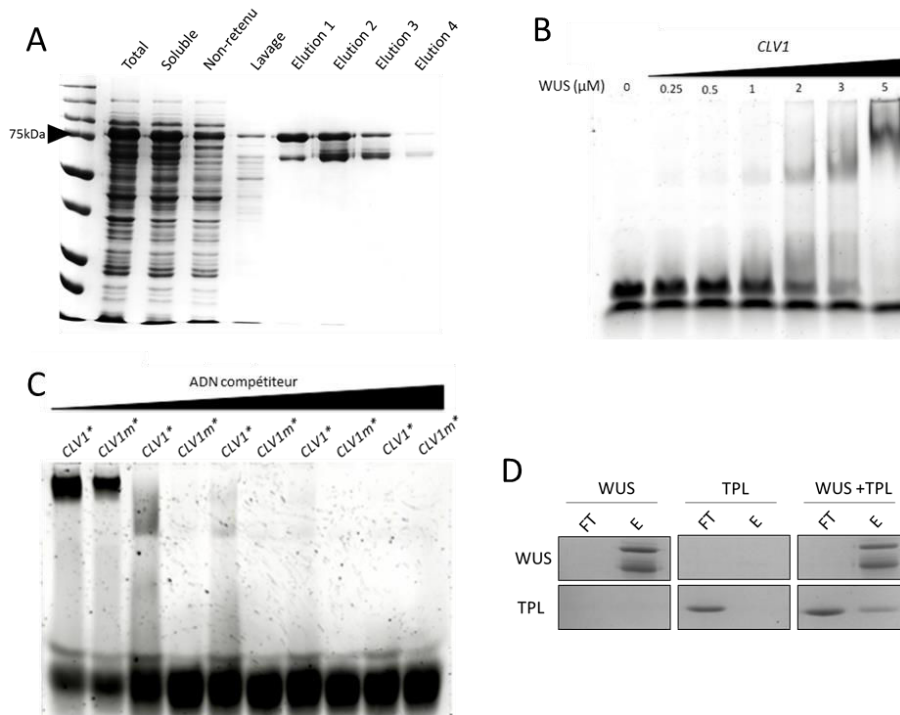 A
Total
Soluble
Non-retenu
Lavage
Elution 1
Elution 2
Elution 3
Elution 4
75kDa
B
CLV1
WUS (µM)
0
0.25
0.5
1
2
3
5
C
ADN compétiteur
CLV1*
CLV1m*
CLV1*
CLV1m*
CLV1*
CLV1m*
CLV1*
CLV1m*
CLV1*
CLV1m*
D
WUS
TPL
WUS +TPL
FT
E
FT
E
FT
E
WUS
TPL